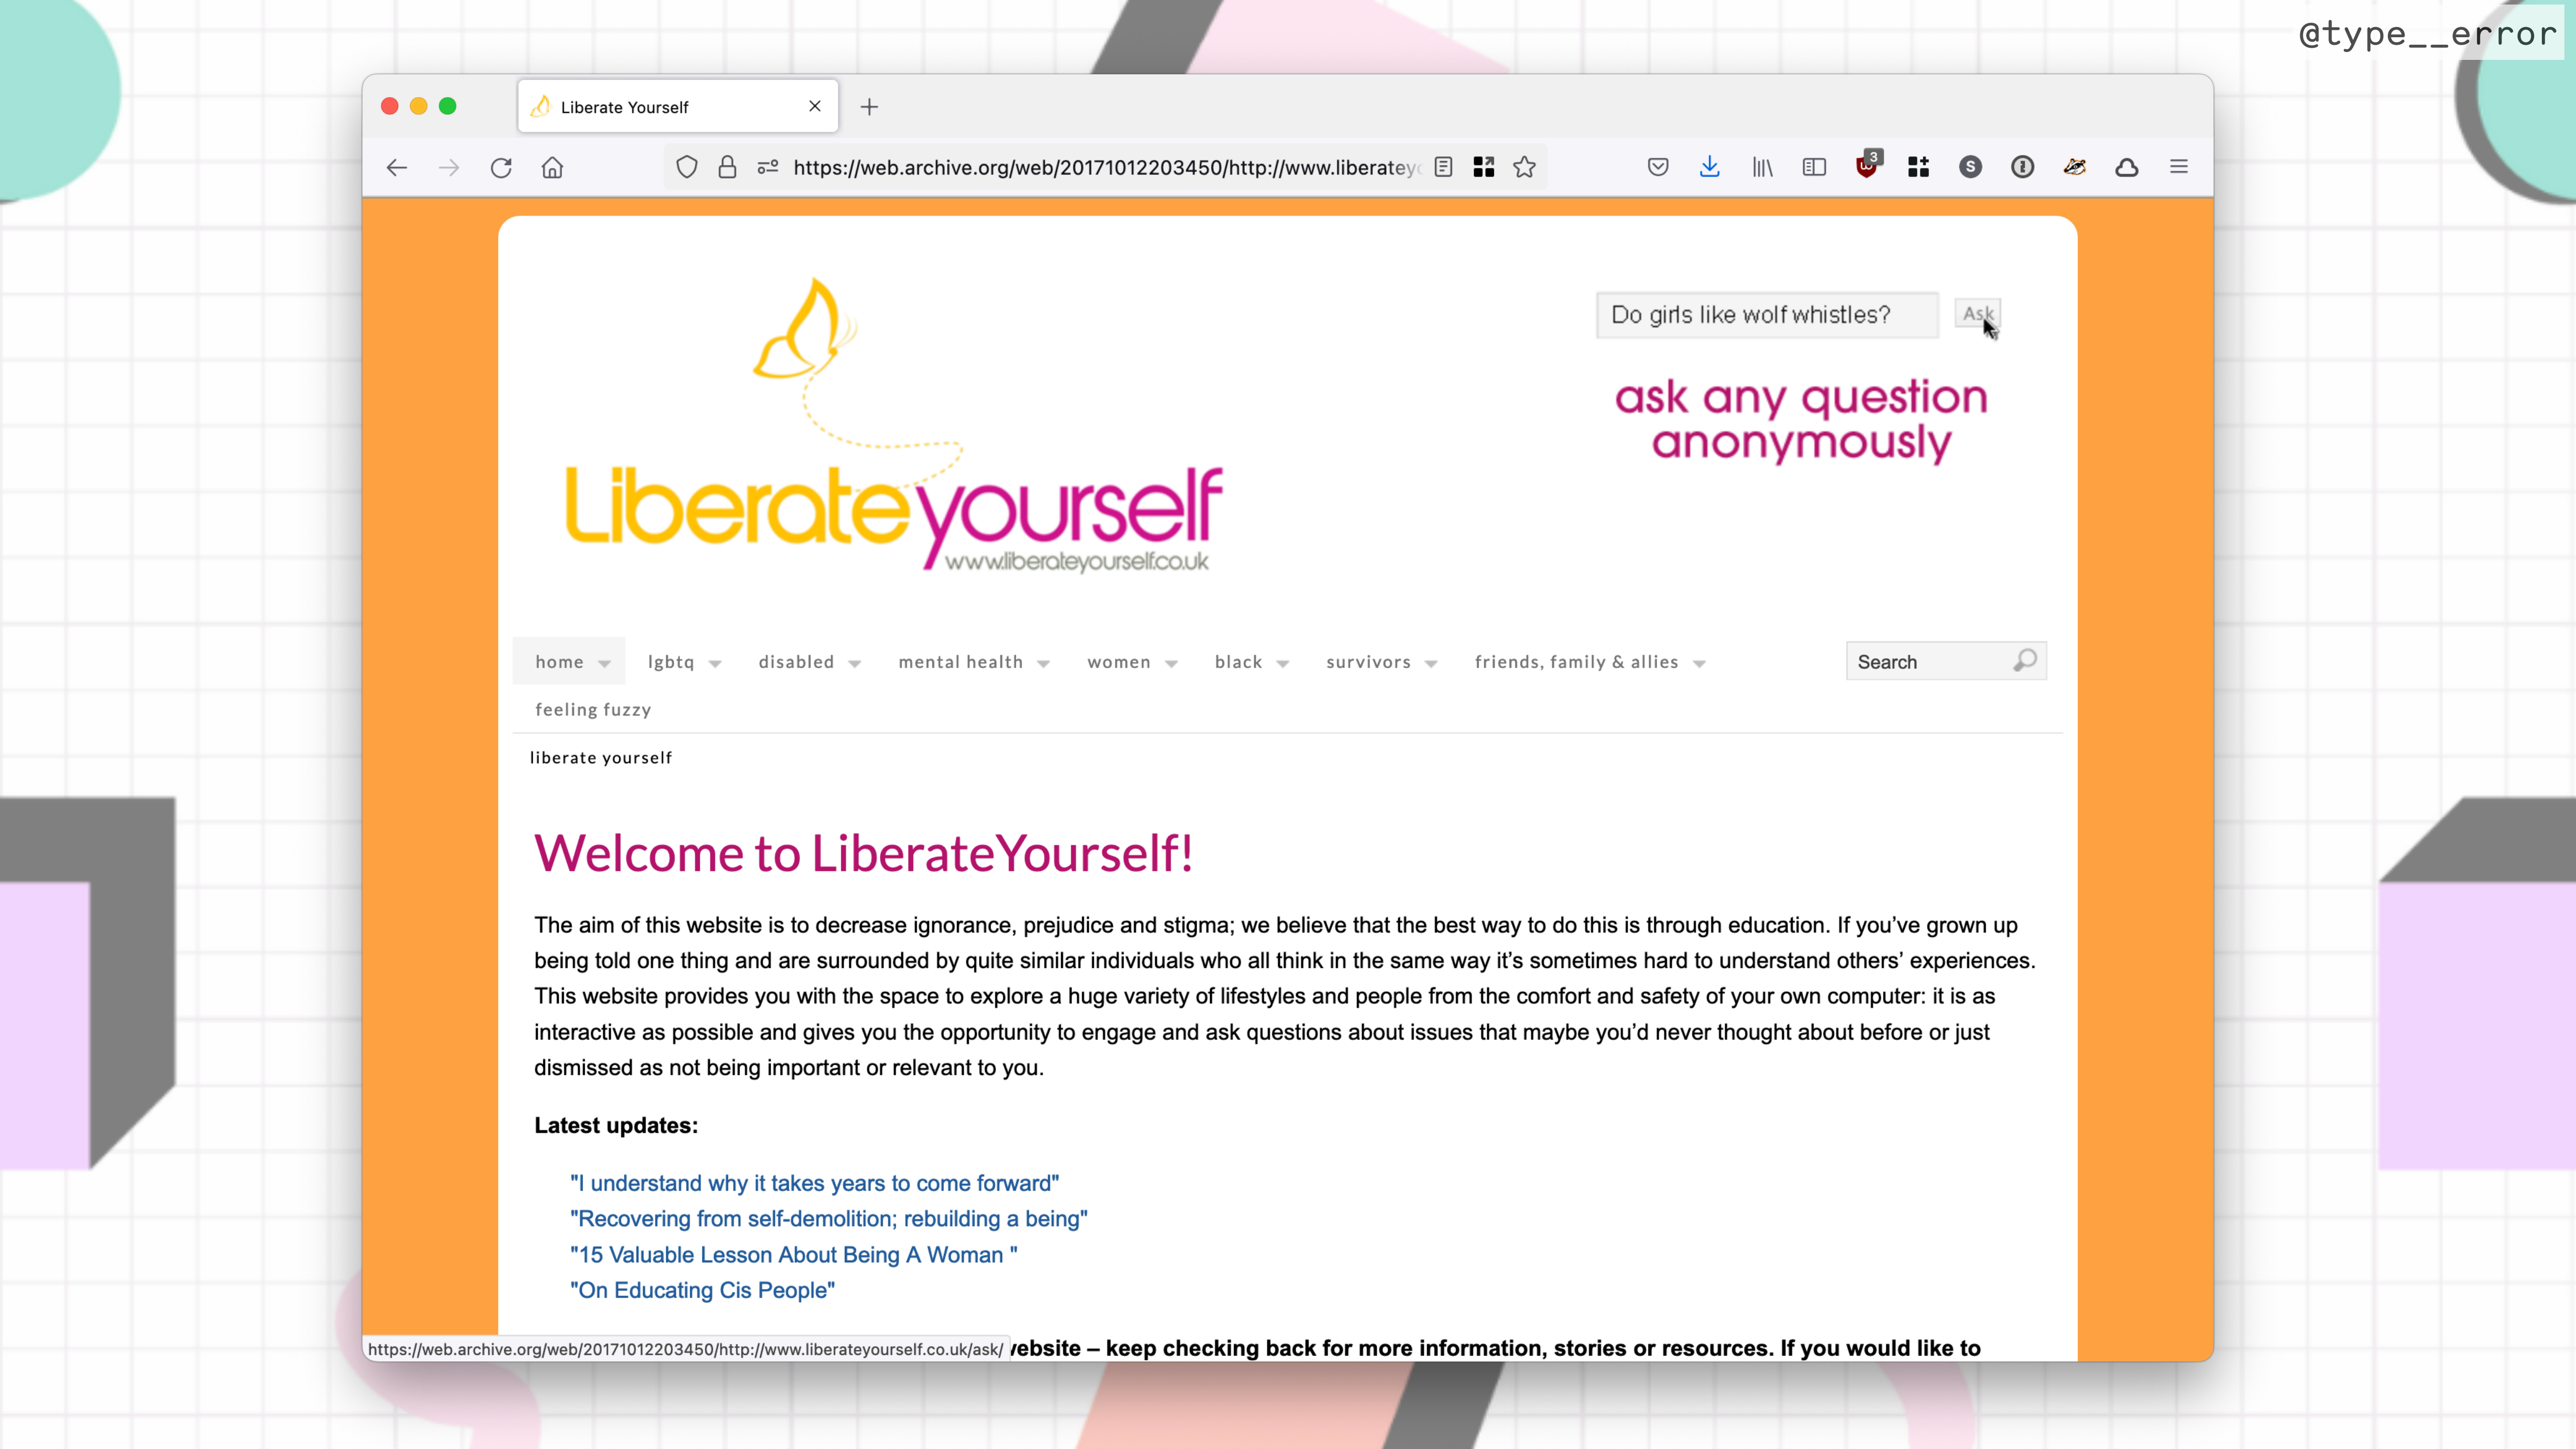 @type__error
Liberate Yourself
https://web.archive.org/web/20171012203450/http://www.liberatey
3
S
Do girls like wolf whistles?
Ask
ask any question
anonymously
Liberateyourself
www.liberateyourself.co.uk
home lgbtq disabled mental health women black survivors friends, family & allies
Search
feeling fuzzy
liberate yourself
Welcome to LiberateYourself!
The aim of this website is to decrease ignorance, prejudice and stigma; we believe that the best way to do this is through education. If you’ve grown up
being told one thing and are surrounded by quite similar individuals who all think in the same way it’s sometimes hard to understand others’ experiences.
This website provides you with the space to explore a huge variety of lifestyles and people from the comfort and safety of your own computer: it is as
interactive as possible and gives you the opportunity to engage and ask questions about issues that maybe you’d never thought about before or just
dismissed as not being important or relevant to you.
Latest updates:
"I understand why it takes years to come forward"
"Recovering from self-demolition; rebuilding a being"
"15 Valuable Lesson About Being A Woman "
"On Educating Cis People"
https://web.archive.org/web/20171012203450/http://www.liberateyourself.co.uk/ask/
ebsite – keep checking back for more information, stories or resources. If you would like to